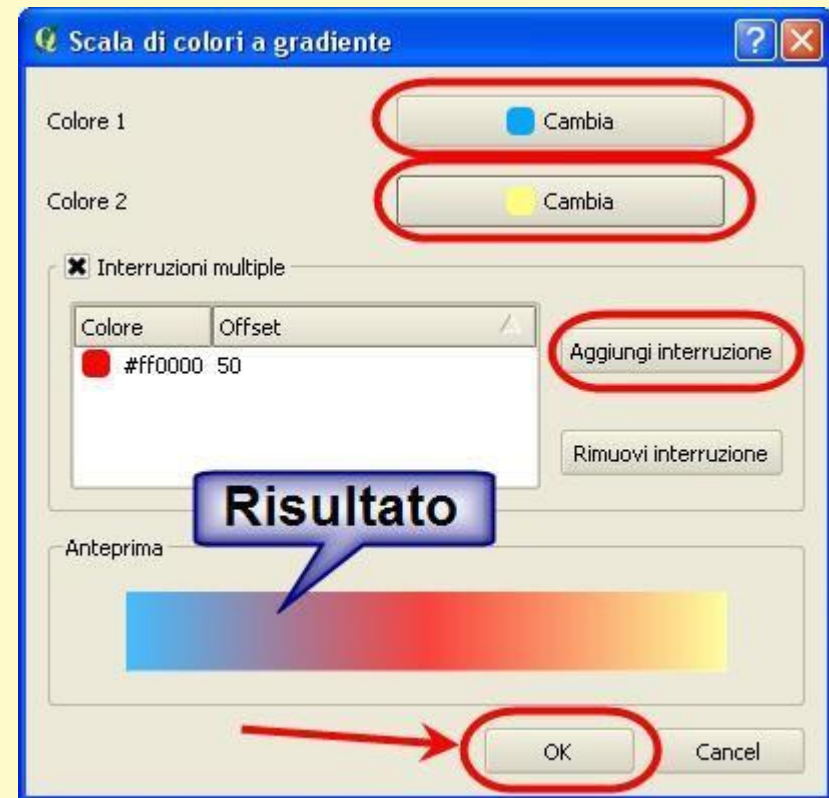 Scala di colori a gradiente
Colore 1 Cambia
Colore 2 Cambia
Interruzioni multiple
Colore Offset
#ff0000 50
Aggiungi interruzione
Rimuovi interruzione
Risultato
Anteprima
OK Cancel